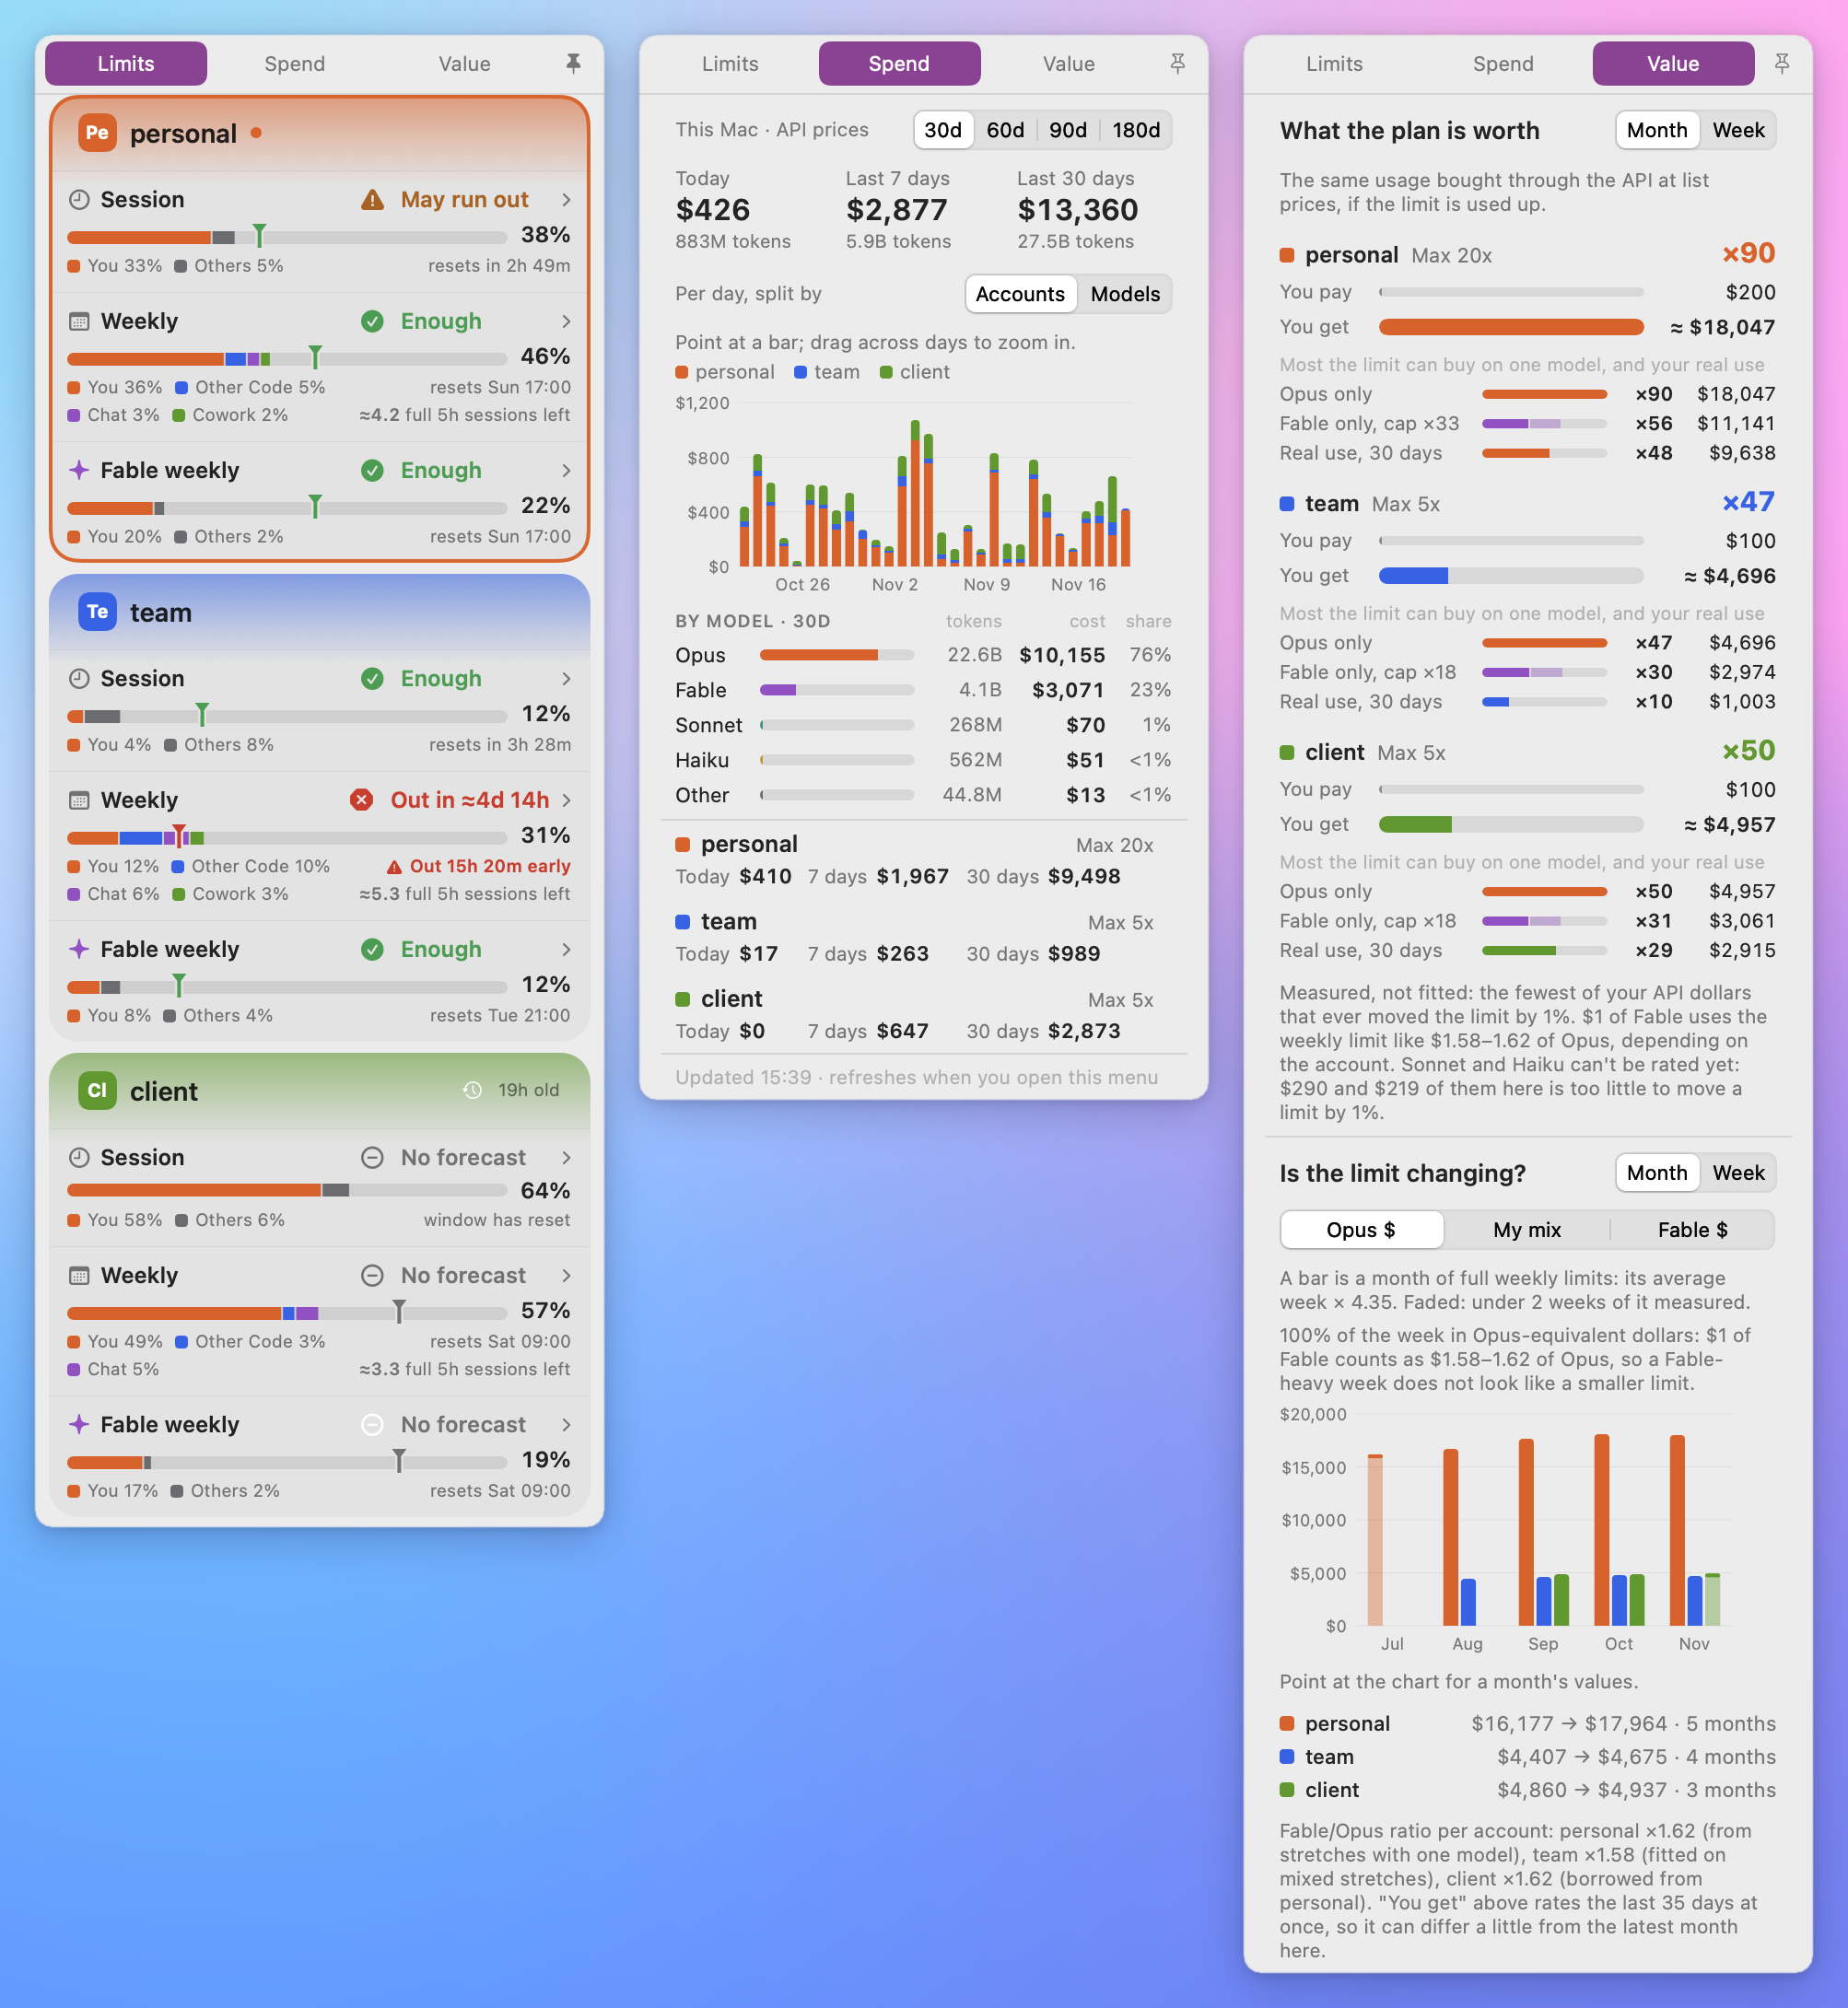 Limits Spend Value
Pe personal
Session May run out
38%
You 33% Others 5% resets in 2h 49m
Weekly Enough
46%
You 36% Other Code 5% resets Sun 17:00
Chat 3% Cowork 2% ≈4.2 full 5h sessions left
Fable weekly Enough
22%
You 20% Others 2% resets Sun 17:00
Te team
Session Enough
12%
You 4% Others 8% resets in 3h 28m
Weekly Out in ≈4d 14h
31%
You 12% Other Code 10% Out 15h 20m early
Chat 6% Cowork 3% ≈5.3 full 5h sessions left
Fable weekly Enough
12%
You 8% Others 4% resets Tue 21:00
Cl client 19h old
Session No forecast
64%
You 58% Others 6% window has reset
Weekly No forecast
57%
You 49% Other Code 3% resets Sat 09:00
Chat 5% ≈3.3 full 5h sessions left
Fable weekly No forecast
19%
You 17% Others 2% resets Sat 09:00
Limits Spend Value
This Mac · API prices 30d 60d 90d 180d
Today Last 7 days Last 30 days
$426 $2,877 $13,360
883M tokens 5.9B tokens 27.5B tokens
Per day, split by Accounts Models
Point at a bar; drag across days to zoom in.
personal team client
$1,200
$800
$400
$0
Oct 26 Nov 2 Nov 9 Nov 16
BY MODEL · 30D tokens cost share
Opus 22.6B $10,155 76%
Fable 4.1B $3,071 23%
Sonnet 268M $70 1%
Haiku 562M $51 <1%
Other 44.8M $13 <1%
personal Max 20x
Today $410 7 days $1,967 30 days $9,498
team Max 5x
Today $17 7 days $263 30 days $989
client Max 5x
Today $0 7 days $647 30 days $2,873
Updated 15:39 · refreshes when you open this menu
Limits Spend Value
What the plan is worth Month Week
The same usage bought through the API at list
prices, if the limit is used up.
personal Max 20x ×90
You pay $200
You get ≈ $18,047
Most the limit can buy on one model, and your real use
Opus only ×90 $18,047
Fable only, cap ×33 ×56 $11,141
Real use, 30 days ×48 $9,638
team Max 5x ×47
You pay $100
You get ≈ $4,696
Most the limit can buy on one model, and your real use
Opus only ×47 $4,696
Fable only, cap ×18 ×30 $2,974
Real use, 30 days ×10 $1,003
client Max 5x ×50
You pay $100
You get ≈ $4,957
Most the limit can buy on one model, and your real use
Opus only ×50 $4,957
Fable only, cap ×18 ×31 $3,061
Real use, 30 days ×29 $2,915
Measured, not fitted: the fewest of your API dollars
that ever moved the limit by 1%. $1 of Fable uses the
weekly limit like $1.58–1.62 of Opus, depending on
the account. Sonnet and Haiku can't be rated yet:
$290 and $219 of them here is too little to move a
limit by 1%.
Is the limit changing? Month Week
Opus $ My mix Fable $
A bar is a month of full weekly limits: its average
week × 4.35. Faded: under 2 weeks of it measured.
100% of the week in Opus-equivalent dollars: $1 of
Fable counts as $1.58–1.62 of Opus, so a Fable-
heavy week does not look like a smaller limit.
$20,000
$15,000
$10,000
$5,000
$0
Jul Aug Sep Oct Nov
Point at the chart for a month's values.
personal $16,177 → $17,964 · 5 months
team $4,407 → $4,675 · 4 months
client $4,860 → $4,937 · 3 months
Fable/Opus ratio per account: personal ×1.62 (from
stretches with one model), team ×1.58 (fitted on
mixed stretches), client ×1.62 (borrowed from
personal). "You get" above rates the last 35 days at
once, so it can differ a little from the latest month
here.